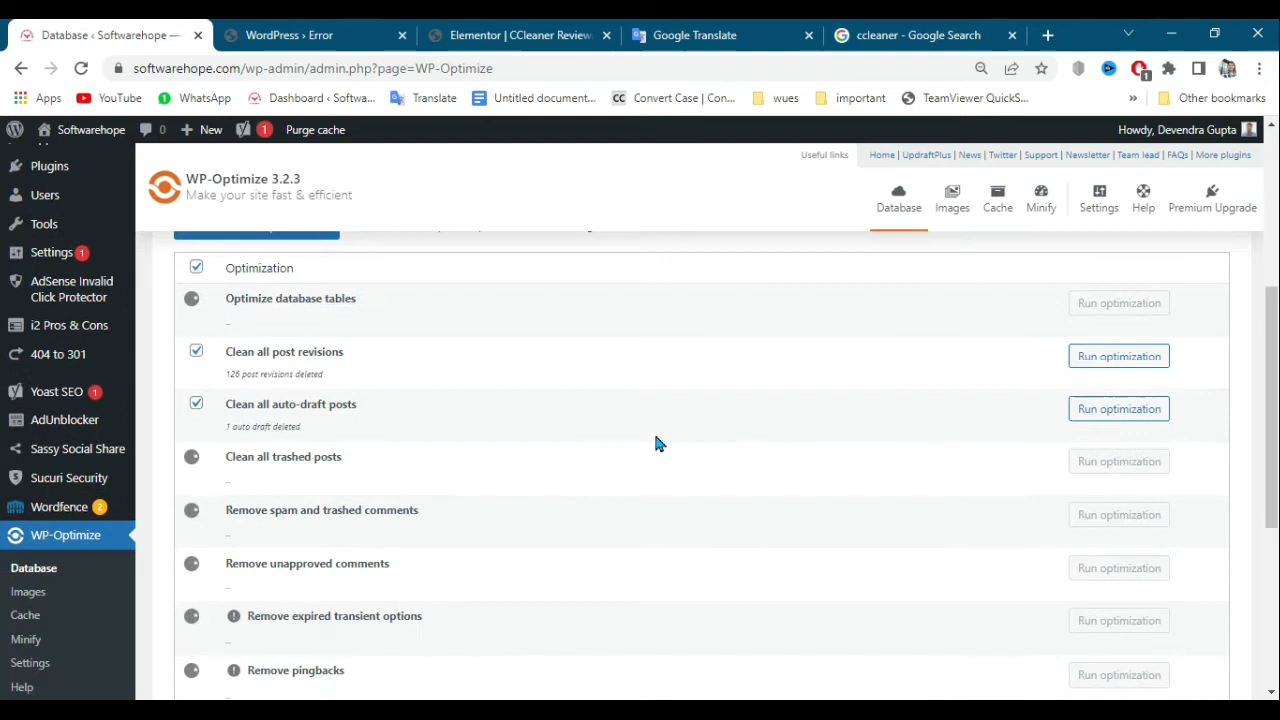 Database ‹ Softwarehope —
WordPress › Error
Elementor | CCleaner Review
Google Translate
ccleaner - Google Search
softwarehope.com/wp-admin/admin.php?page=WP-Optimize
1
Apps
YouTube
WhatsApp
Dashboard ‹ Softwa...
Translate
Untitled document...
CC
Convert Case | Con...
wues
important
TeamViewer QuickS...
»
Other bookmarks
Softwarehope
0
New
1
Purge cache
Howdy, Devendra Gupta
Plugins
Users
Tools
Settings 1
AdSense Invalid
Click Protector
i2 Pros & Cons
404 to 301
Yoast SEO 1
AdUnblocker
Sassy Social Share
Sucuri Security
Wordfence 2
WP-Optimize
Database
Images
Cache
Minify
Settings
Help
Useful links
Home | UpdraftPlus | News | Twitter | Support | Newsletter | Team lead | FAQs | More plugins
WP-Optimize 3.2.3
Make your site fast & efficient
Database
Images
Cache
Minify
Settings
Help
Premium Upgrade
Optimization
Optimize database tables
Run optimization
...
Clean all post revisions
Run optimization
126 post revisions deleted
Clean all auto-draft posts
Run optimization
1 auto draft deleted
Clean all trashed posts
Run optimization
...
Remove spam and trashed comments
Run optimization
...
Remove unapproved comments
Run optimization
...
Remove expired transient options
Run optimization
...
Remove pingbacks
Run optimization
...